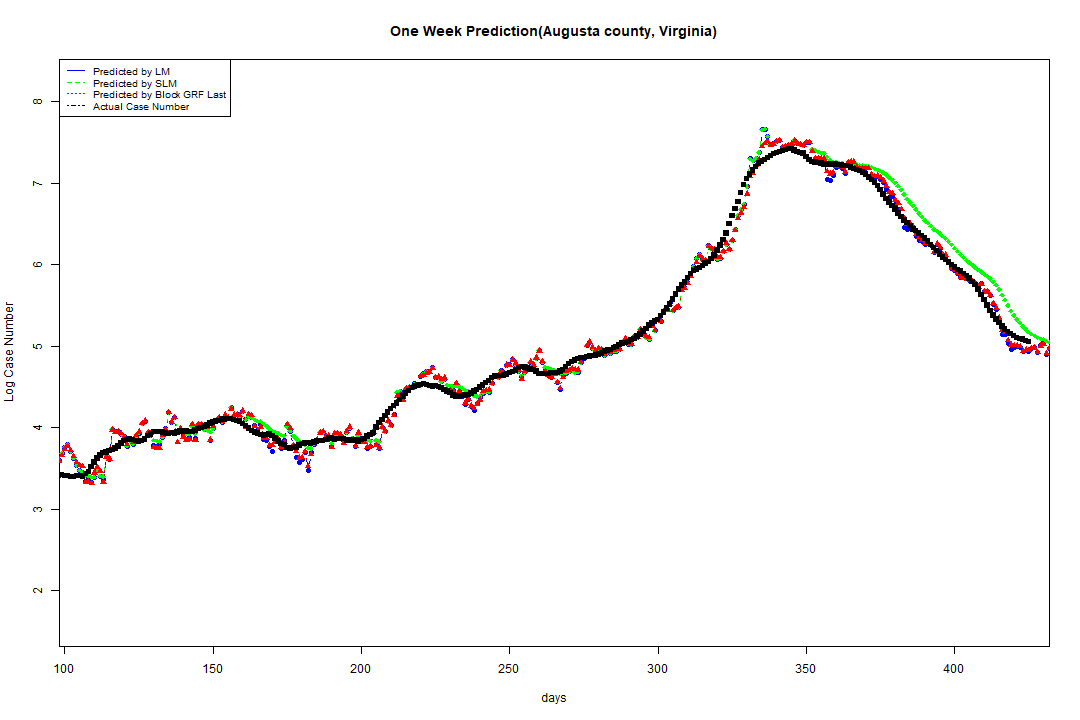 One Week Prediction(Augusta county, Virginia)
Predicted by LM
Predicted by SLM
Predicted by Block GRF Last
Actual Case Number
8
7
6
5
4
3
2
Log Case Number
100 150 200 250 300 350 400
days